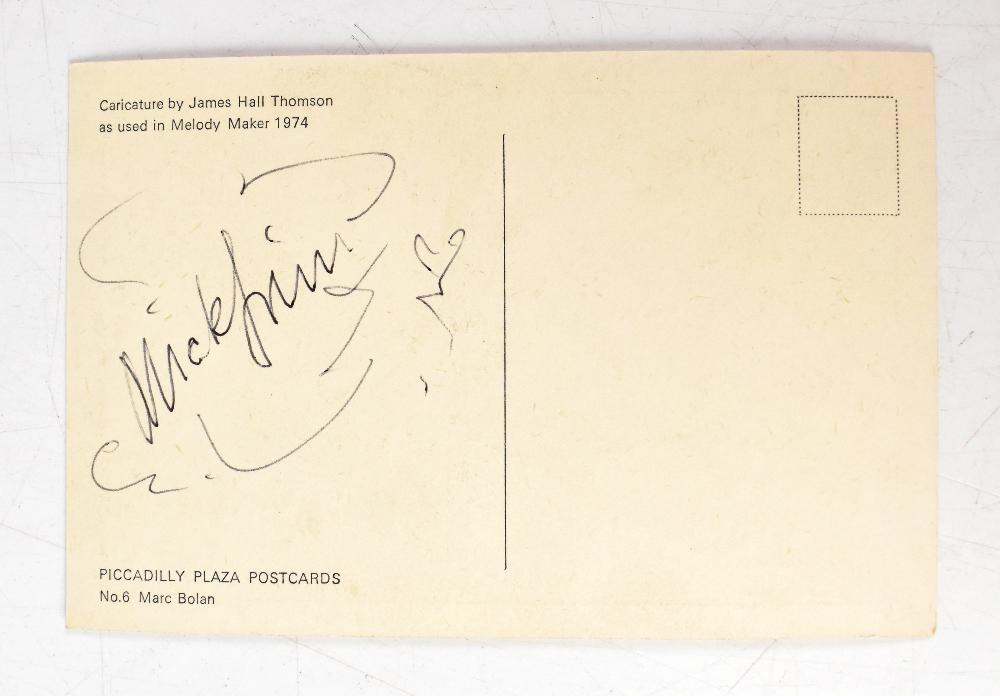 Caricature by James Hall Thomson
as used in Melody Maker 1974
PICCADILLY PLAZA POSTCARDS
No.6 Marc Bolan